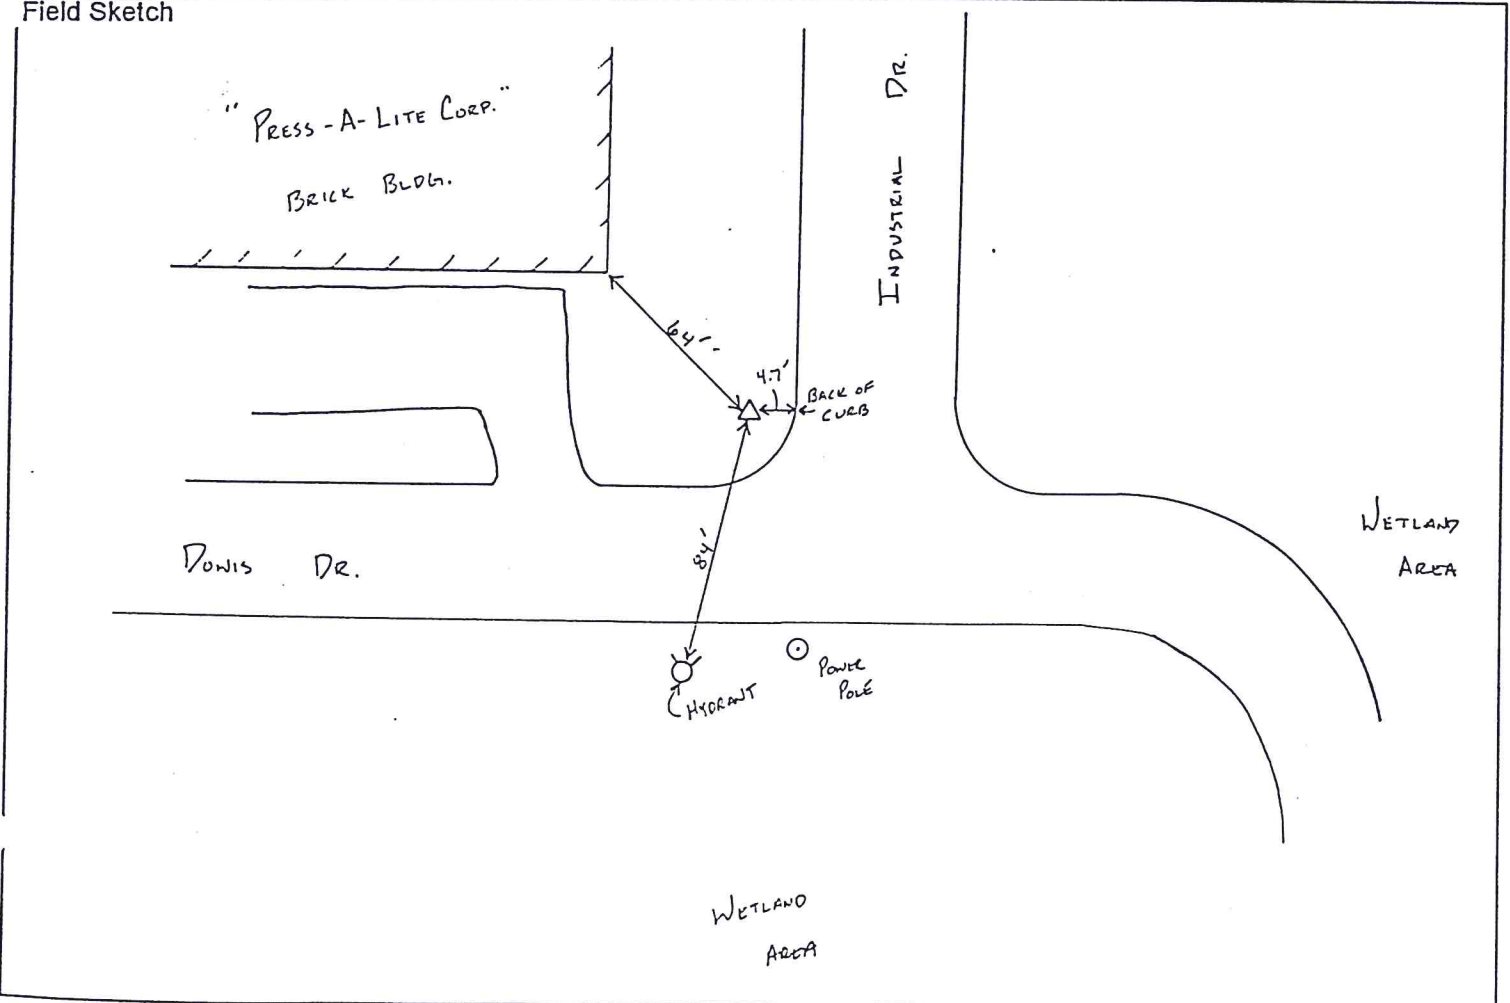 Field Sketch
"PRESS-A-LITE CORP."
BRICK BLDG.
INDUSTRIAL DR.
64'
4.7'
BACK OF
CURB
84'
WETLAND
AREA
DONIS DR.
HYDRANT
POWER
POLE
WETLAND
AREA